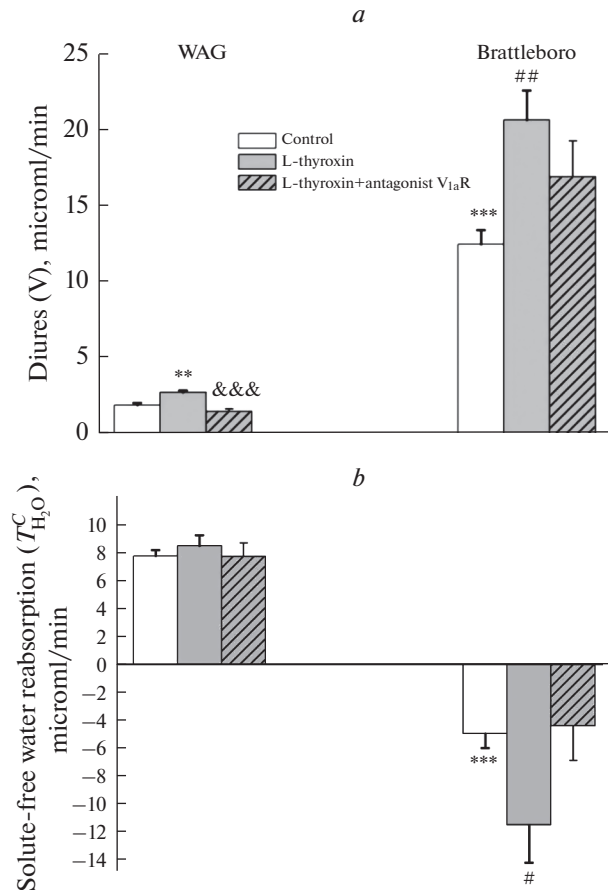 a
WAG
Brattleboro
Diures (V), microml/min
25
20
15
10
5
0
Control
L-thyroxin
L-thyroxin+antagonist V1aR
**
&&&
***
##
b
Solute-free water reabsorption (T^C_H2O),
microml/min
10
8
6
4
2
0
−2
−4
−6
−8
−10
−12
−14
***
#